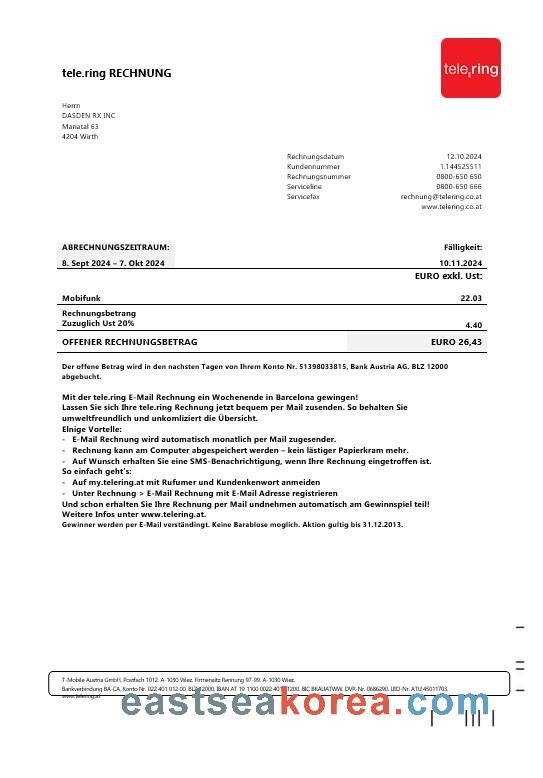 tele.ring RECHNUNG
tele.ring
Herrn
DASDEN RX INC
Mariatal 63
4204 Wirth
Rechnungsdatum 12.10.2024
Kundennummer 1.144525511
Rechnungsnummer 0800-650 650
Serviceline 0800-650 666
Servicefax rechnung@telering.co.at
www.telering.co.at
ABRECHNUNGSZEITRAUM: Fälligkeit:
8. Sept 2024 – 7. Okt 2024 10.11.2024
EURO exkl. Ust:
Mobifunk 22.03
Rechnungsbetrang
Zuzuglich Ust 20% 4.40
OFFENER RECHNUNGSBETRAG EURO 26,43
Der offene Betrag wird in den nachsten Tagen von Ihrem Konto Nr. 51398033815, Bank Austria AG. BLZ 12000
abgebucht.
Mit der tele.ring E-Mail Rechnung ein Wochenende in Barcelona gewingen!
Lassen Sie sich Ihre tele.ring Rechnung jetzt bequem per Mail zusenden. So behalten Sie
umweltfreundlich und unkomliziert die Übersicht.
Elnige Vortelle:
- E-Mail Rechnung wird automatisch monatlich per Mail zugesender.
- Rechnung kann am Computer abgespeichert werden – kein lästiger Papierkram mehr.
- Auf Wunsch erhalten Sie eine SMS-Benachrichtigung, wenn Ihre Rechnung eingetroffen ist.
So einfach geht's:
- Auf my.telering.at mit Rufumer und Kundenkenwort anmeiden
- Unter Rechnung > E-Mail Rechnung mit E-Mail Adresse registrieren
Und schon erhalten Sie Ihre Rechnung per Mail undnehmen automatisch am Gewinnspiel teil!
Weitere Infos unter www.telering.at.
Gewinner werden per E-Mail verständingt. Keine Barablose moglich. Aktion gultig bis 31.12.2013.
T-Mobile Austria GmbH, Postfach 1012. A-1030 Wiez. Firmensitz Rennung 97-99. A-1030 Wiez.
Bankverbindung BA-CA, Konto Nr. 022 401 012 00. BLZ 12000, IBAN AT 19 1100 0022 401 1200. BIC BKAUATWW. DVR-Nr. 0686290. UID-Nr. ATU 45011703.
www.telering.at
eastseakorea.com